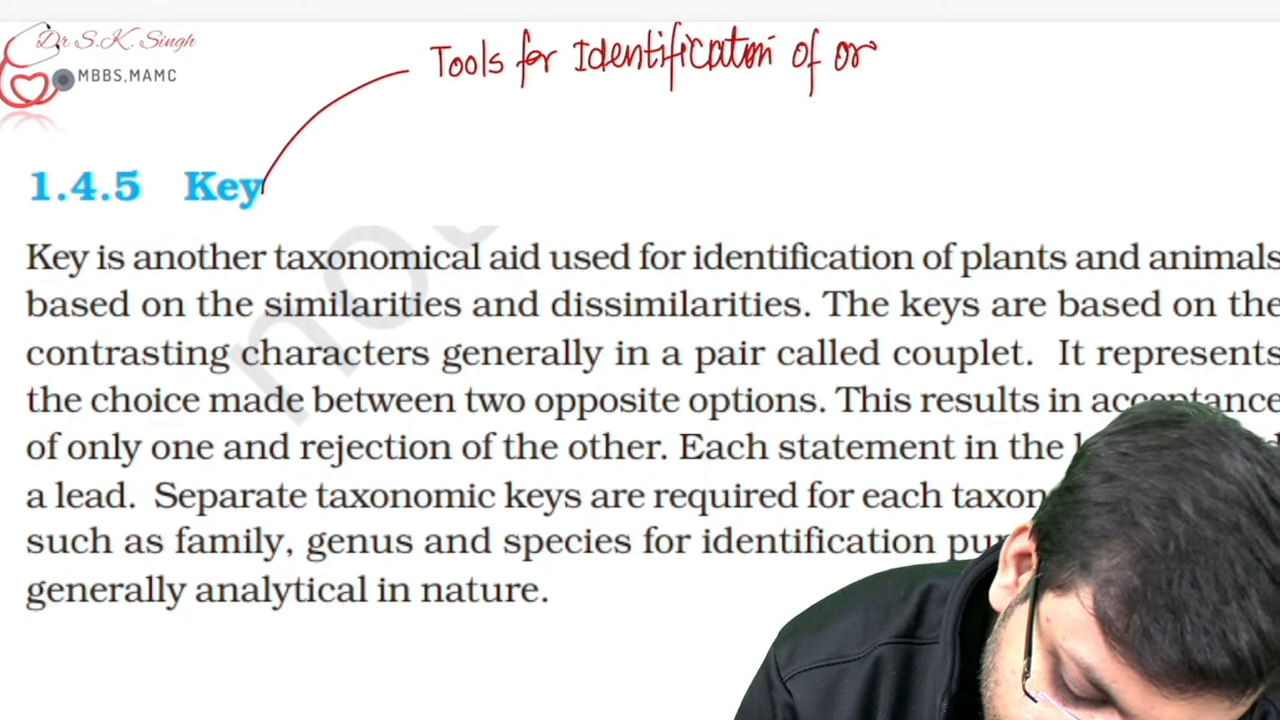 Dr S.K. Singh
MBBS,MAMC
Tools for Identification of or
1.4.5 Key
Key is another taxonomical aid used for identification of plants and animals
based on the similarities and dissimilarities. The keys are based on the
contrasting characters generally in a pair called couplet. It represents
the choice made between two opposite options. This results in acceptance
of only one and rejection of the other. Each statement in the
a lead. Separate taxonomic keys are required for each taxon
such as family, genus and species for identification
generally analytical in nature.